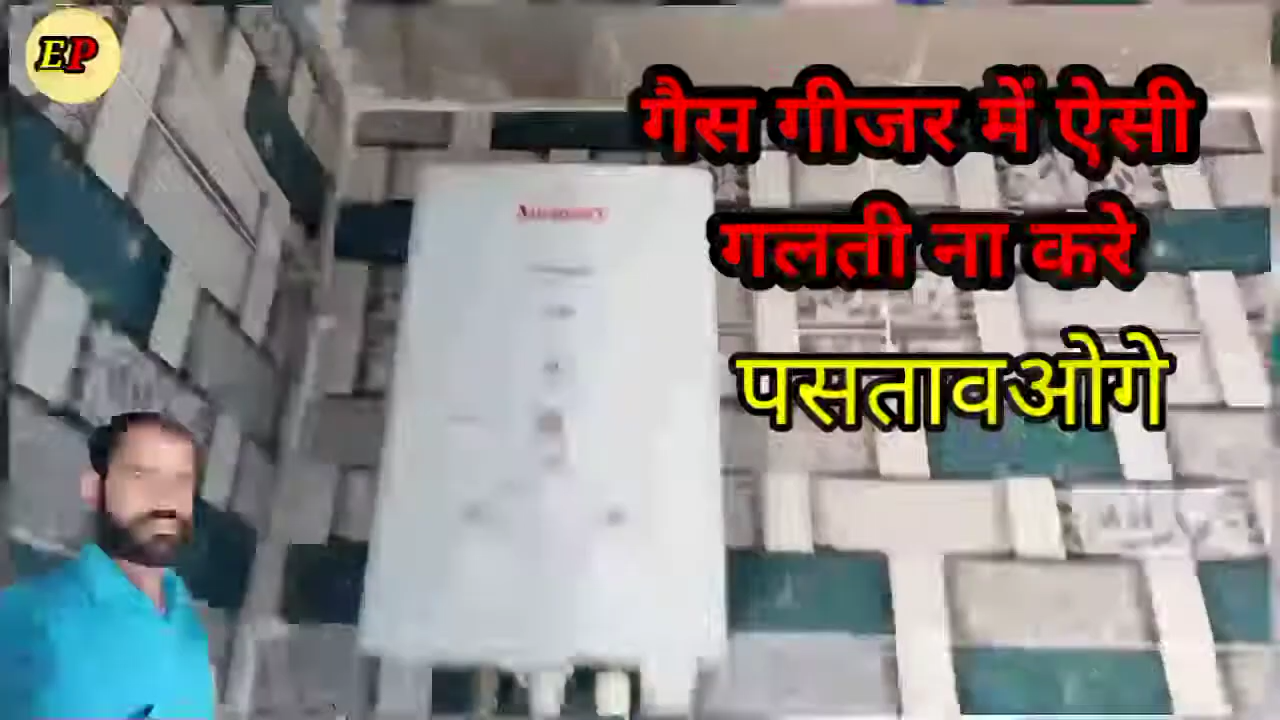 EP
गैस गीजर में ऐसी
गलती ना करे
पसतावओगे